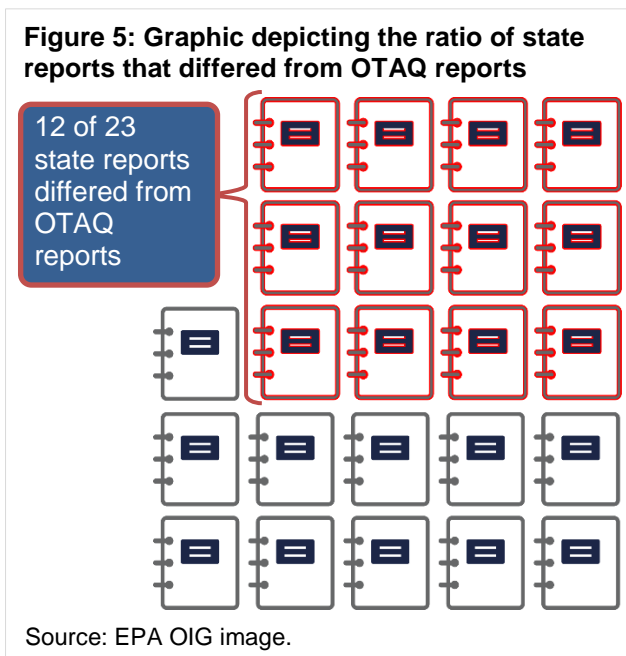 Figure 5: Graphic depicting the ratio of state
reports that differed from OTAQ reports
12 of 23
state reports
differed from
OTAQ
reports
Source: EPA OIG image.